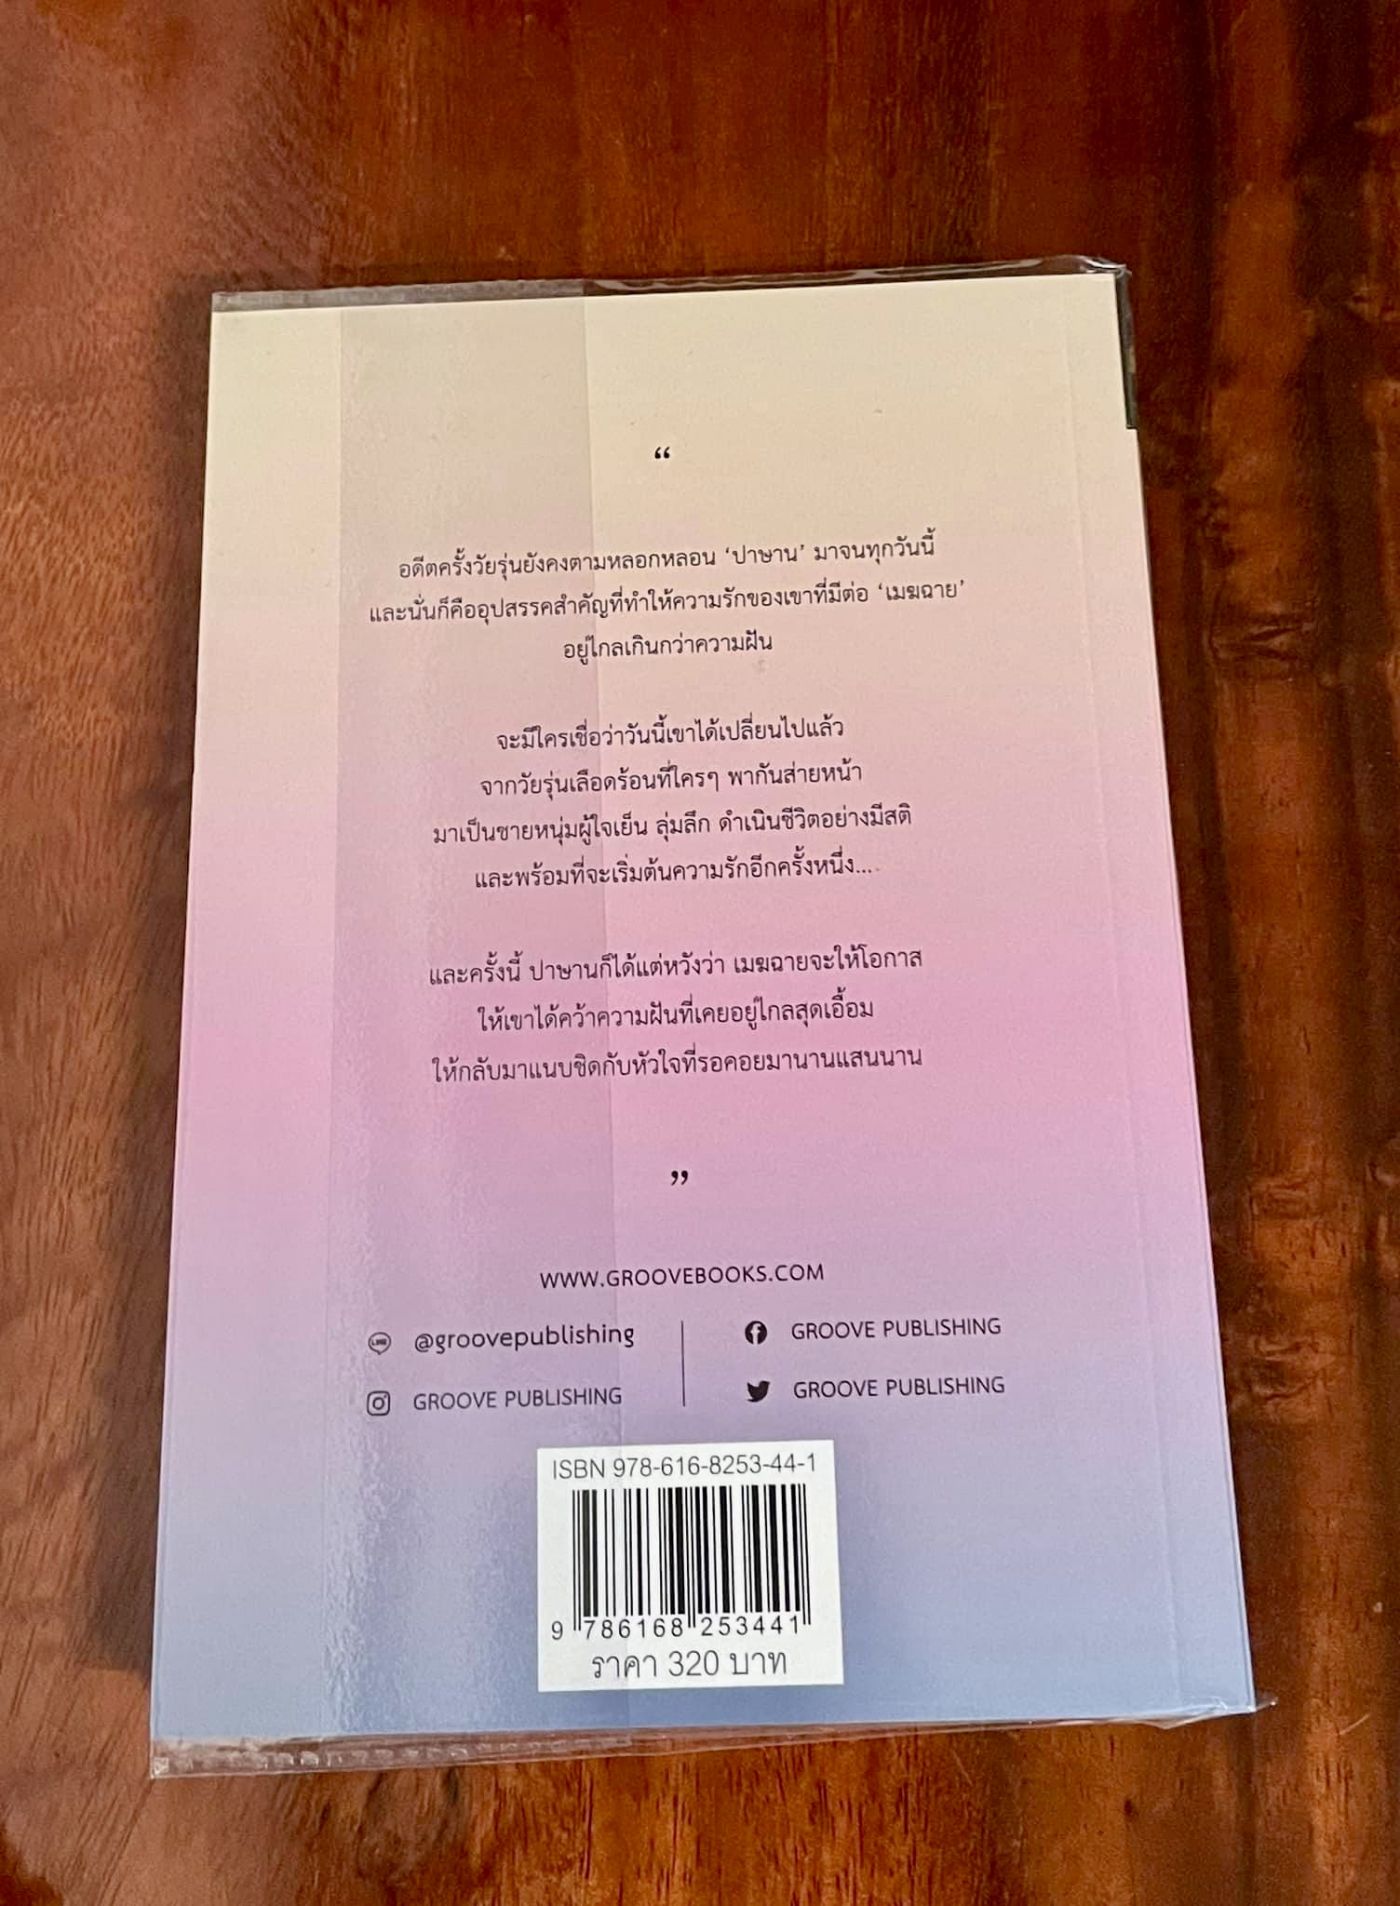 “
อดีตครั้งวัยรุ่นยังคงตามหลอกหลอน ‘ปาษาน’ มาจนทุกวันนี้
และนั่นก็คืออุปสรรคสำคัญที่ทำให้ความรักของเขาที่มีต่อ ‘เมฆฉาย’
อยู่ไกลเกินกว่าความฝัน
จะมีใครเชื่อว่าวันนี้เขาได้เปลี่ยนไปแล้ว
จากวัยรุ่นเลือดร้อนที่ใครๆ พากันส่ายหน้า
มาเป็นชายหนุ่มผู้ใจเย็น ลุ่มลึก ดำเนินชีวิตอย่างมีสติ
และพร้อมที่จะเริ่มต้นความรักอีกครั้งหนึ่ง...
และครั้งนี้ ปาษานก็ได้แต่หวังว่า เมฆฉายจะให้โอกาส
ให้เขาได้คว้าความฝันที่เคยอยู่ไกลสุดเอื้อม
ให้กลับมาแนบชิดกับหัวใจที่รอคอยมานานแสนนาน
”
WWW.GROOVEBOOKS.COM
LINE @groovepublishing
GROOVE PUBLISHING
GROOVE PUBLISHING
GROOVE PUBLISHING
ISBN 978-616-8253-44-1
9 786168 253441
ราคา 320 บาท